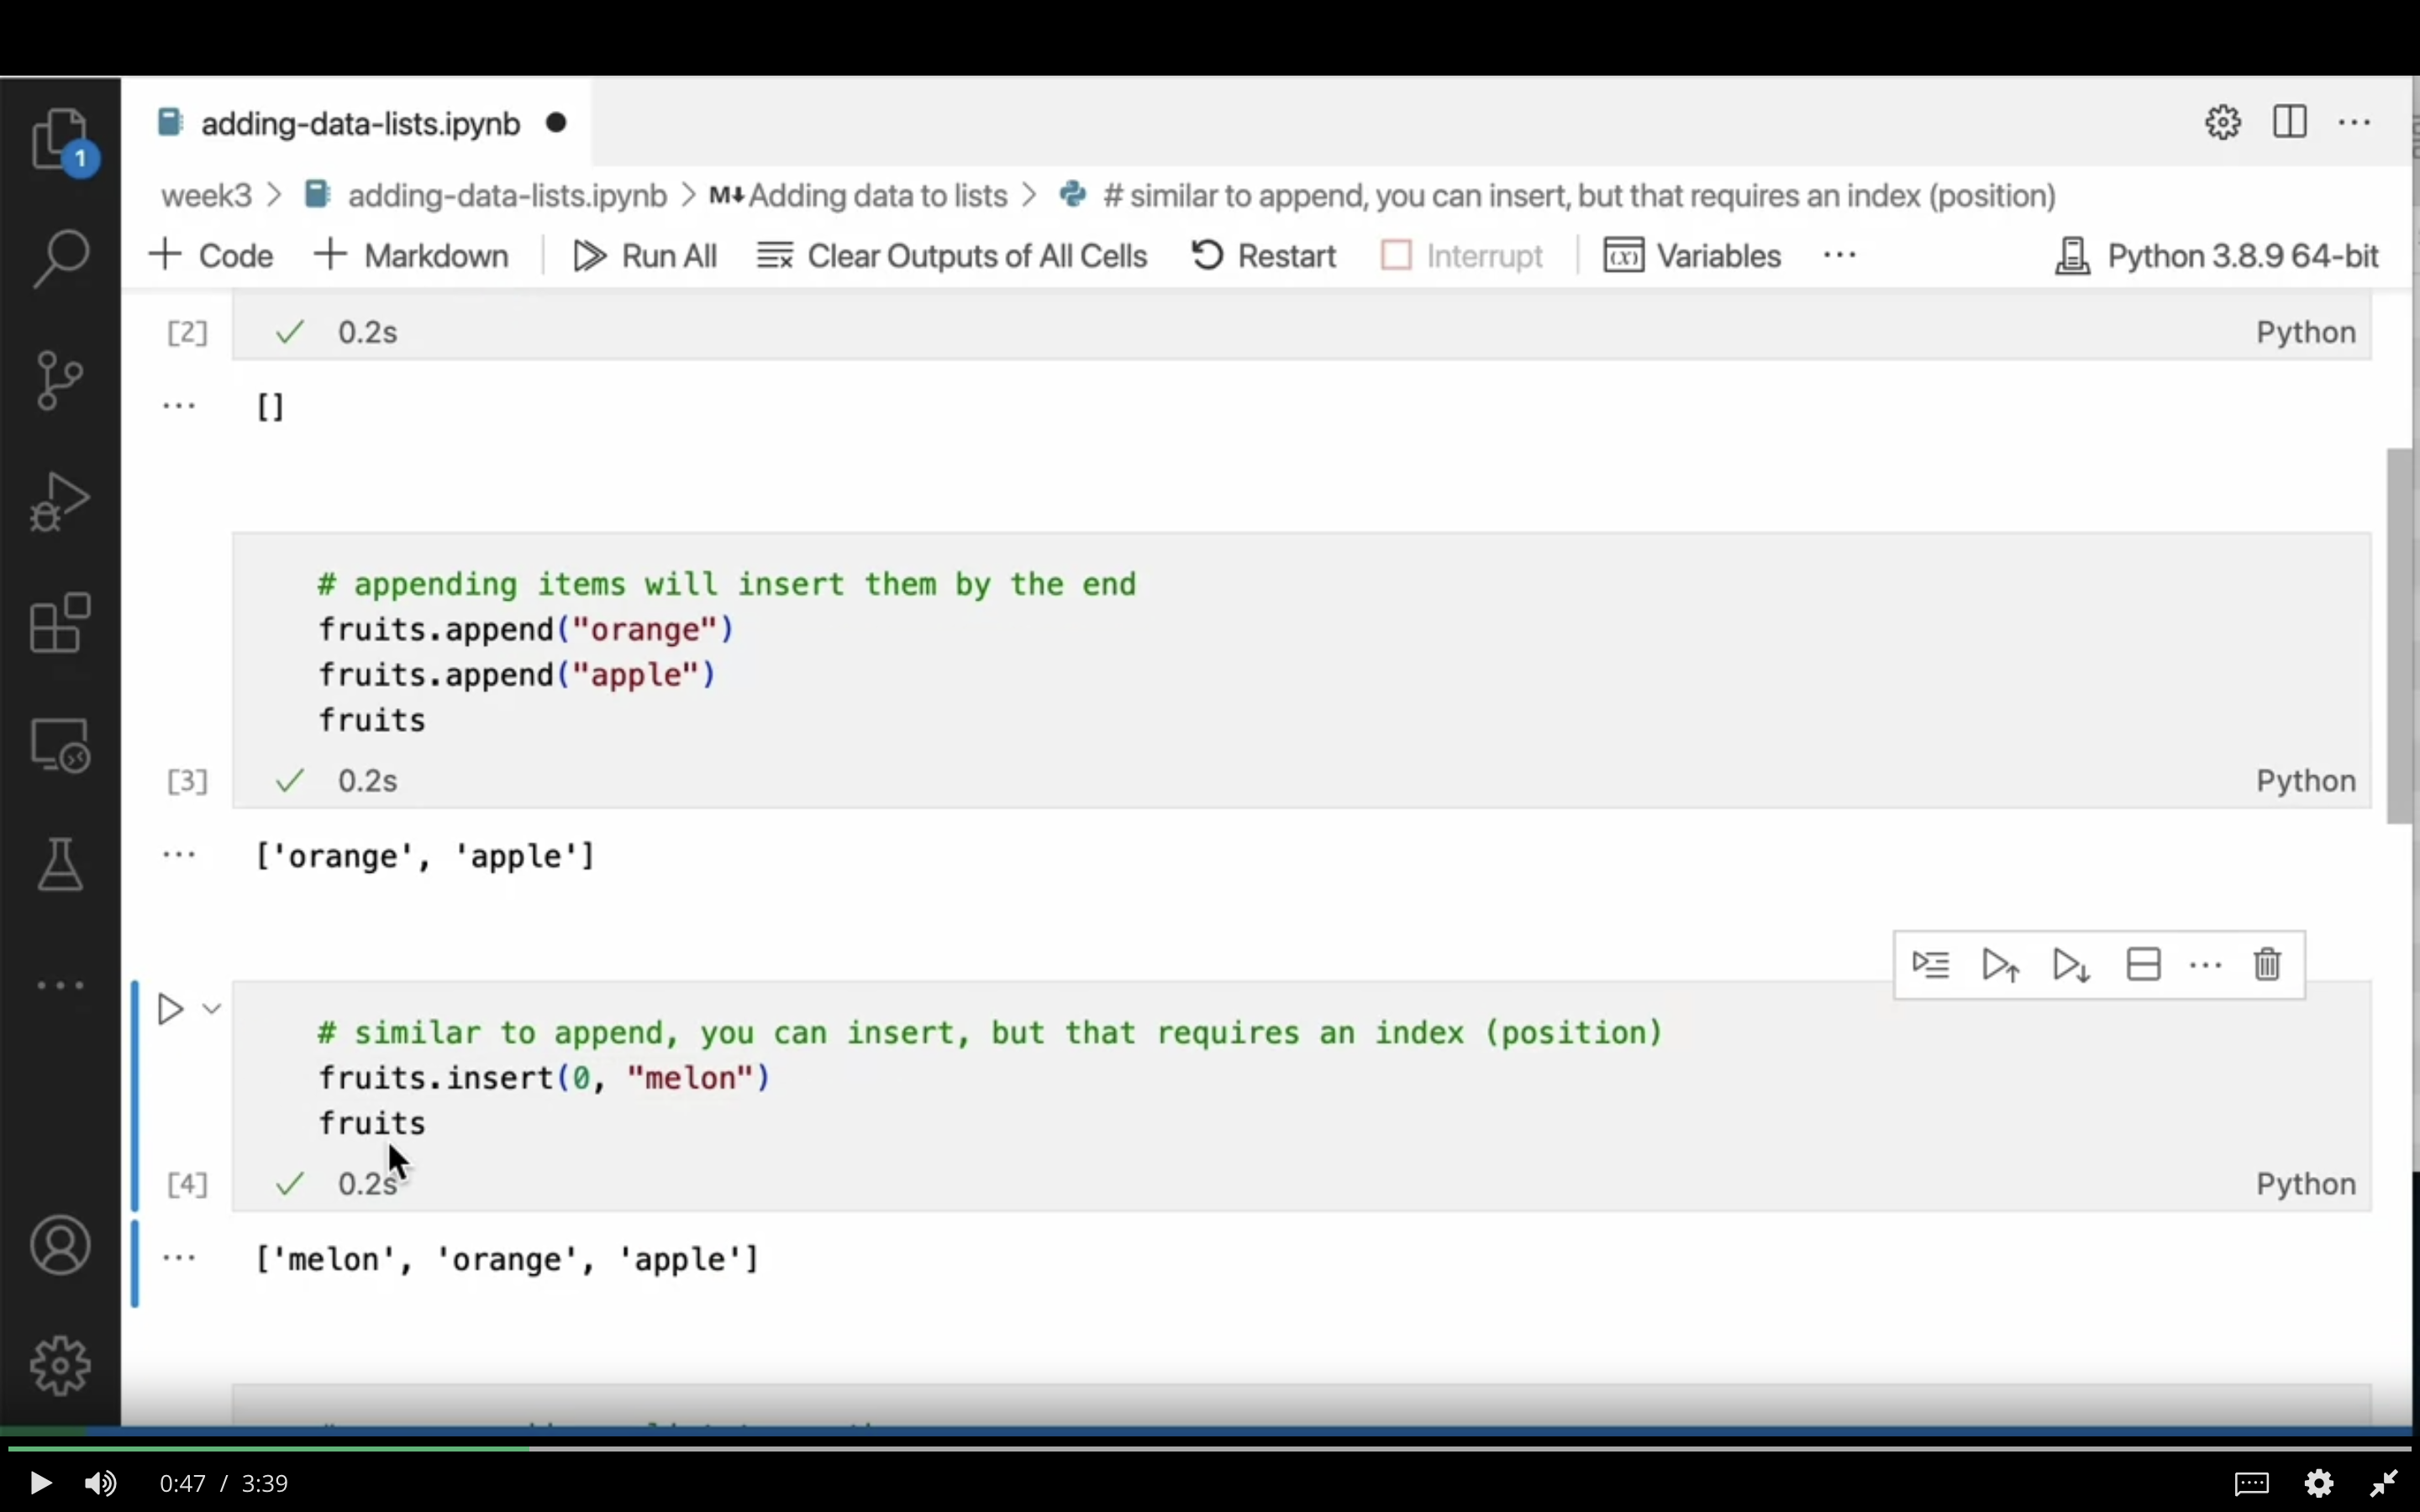 adding-data-lists.ipynb
1
week3 > adding-data-lists.ipynb > M↓Adding data to lists > # similar to append, you can insert, but that requires an index (position)
+ Code + Markdown Run All Clear Outputs of All Cells Restart Interrupt (x) Variables ... Python 3.8.9 64-bit
[2] ✓ 0.2s Python
... []
# appending items will insert them by the end
fruits.append("orange")
fruits.append("apple")
fruits
[3] ✓ 0.2s Python
... ['orange', 'apple']
# similar to append, you can insert, but that requires an index (position)
fruits.insert(0, "melon")
fruits
[4] ✓ 0.2s Python
... ['melon', 'orange', 'apple']
0:47 / 3:39